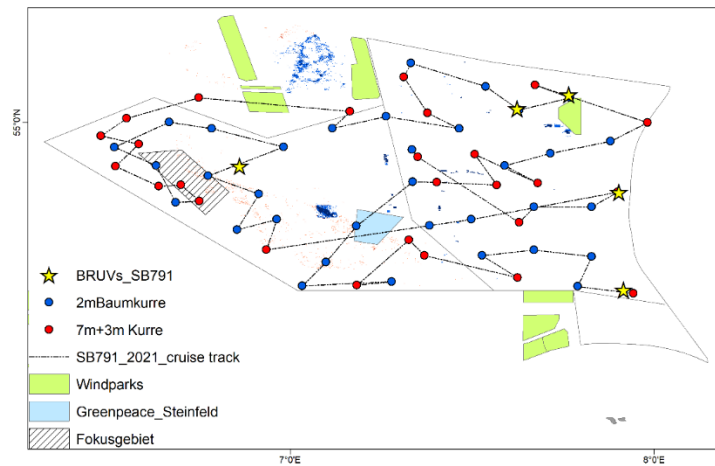 55°0'N
BRUVs_SB791
2mBaumkurre
7m+3m Kurre
SB791_2021_cruise track
Windparks
Greenpeace_Steinfeld
Fokusgebiet
7°0'E
8°0'E